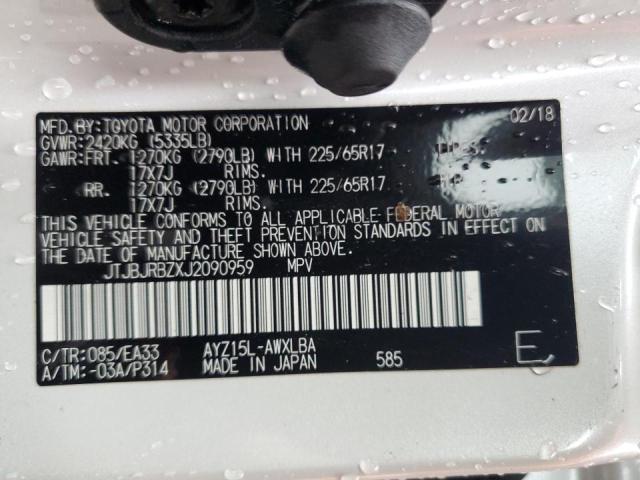 MFD.BY:TOYOTA MOTOR CORPORATION 02/18
GVWR:2420KG (5335LB)
GAWR:FRT. 1270KG (2790LB) WITH 225/65R17
17X7J RIMS.
RR. 1270KG (2790LB) WITH 225/65R17
17X7J RIMS.
THIS VEHICLE CONFORMS TO ALL APPLICABLE FEDERAL MOTOR
VEHICLE SAFETY AND THEFT PREVENTION STANDARDS IN EFFECT ON
THE DATE OF MANUFACTURE SHOWN ABOVE.
JTJBJRBZXJ2090959 MPV
C/TR:085/EA33 AYZ15L-AWXLBA
A/TM:-03A/P314 MADE IN JAPAN 585 E